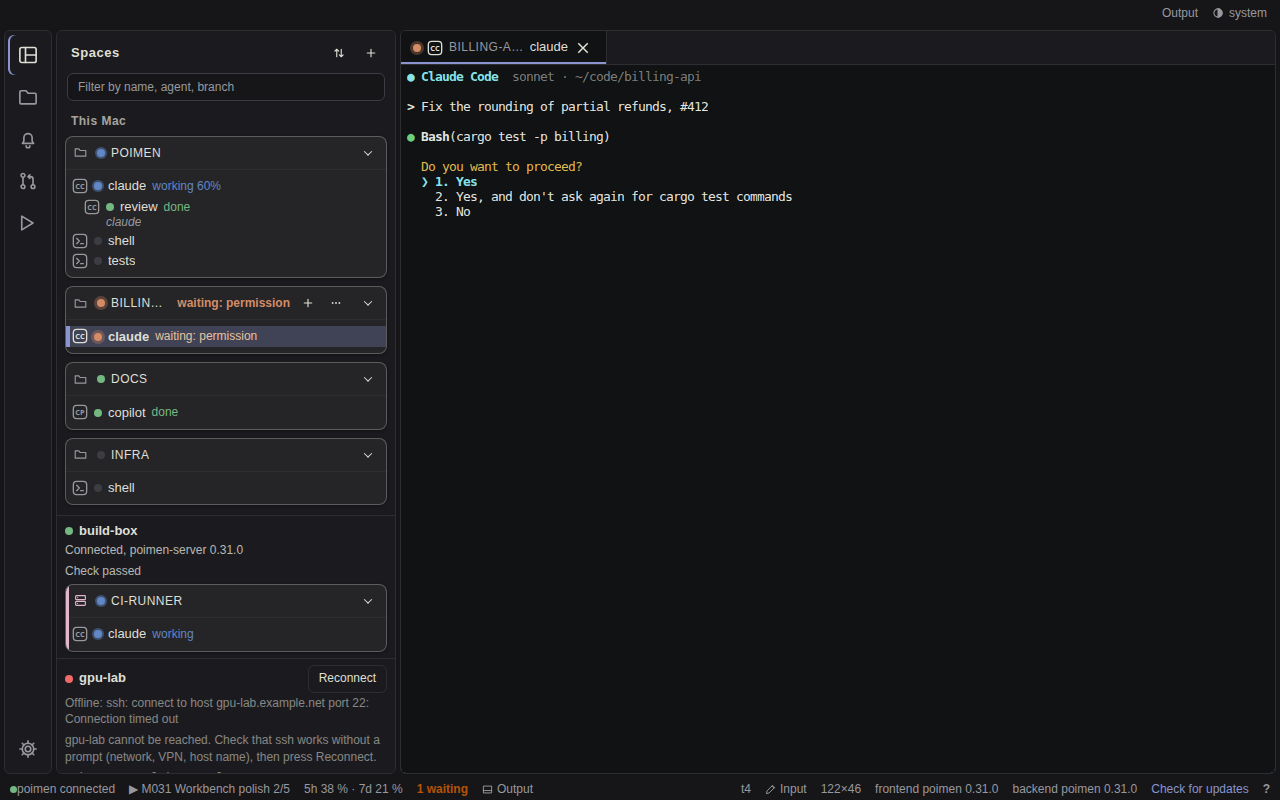 Output system
Spaces
Filter by name, agent, branch
This Mac
POIMEN
CC claude working 60%
CC review done
claude
shell
tests
BILLIN… waiting: permission
CC claude waiting: permission
DOCS
CP copilot done
INFRA
shell
build-box
Connected, poimen-server 0.31.0
Check passed
CI-RUNNER
CC claude working
gpu-lab Reconnect
Offline: ssh: connect to host gpu-lab.example.net port 22:
Connection timed out
gpu-lab cannot be reached. Check that ssh works without a
prompt (network, VPN, host name), then press Reconnect.
CC BILLING-A… claude
● Claude Code sonnet · ~/code/billing-api
> Fix the rounding of partial refunds, #412
● Bash(cargo test -p billing)
Do you want to proceed?
❯ 1. Yes
2. Yes, and don't ask again for cargo test commands
3. No
poimen connected ▶ M031 Workbench polish 2/5 5h 38 % · 7d 21 % 1 waiting Output t4 Input 122×46 frontend poimen 0.31.0 backend poimen 0.31.0 Check for updates ?